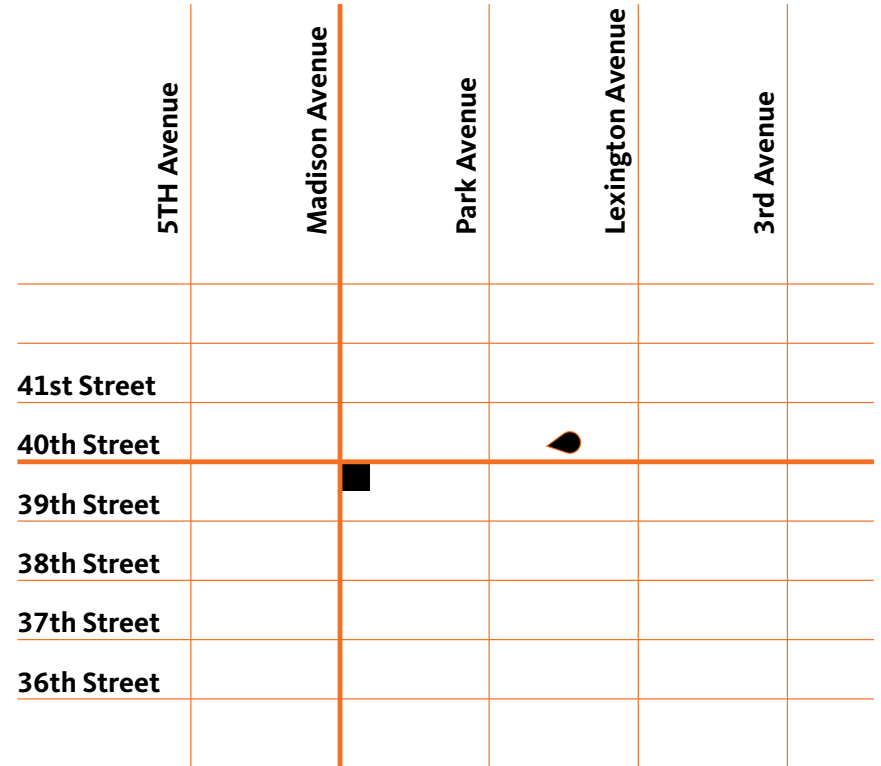 5TH Avenue
Madison Avenue
Park Avenue
Lexington Avenue
3rd Avenue
41st Street
40th Street
39th Street
38th Street
37th Street
36th Street